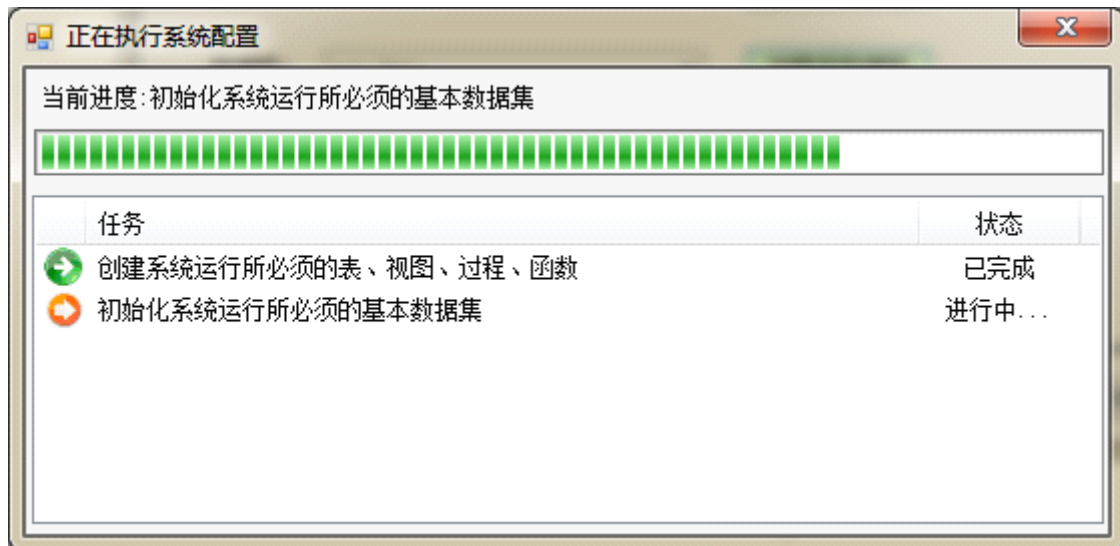 正在执行系统配置
当前进度:初始化系统运行所必须的基本数据集
任务 状态
创建系统运行所必须的表、视图、过程、函数 已完成
初始化系统运行所必须的基本数据集 进行中...